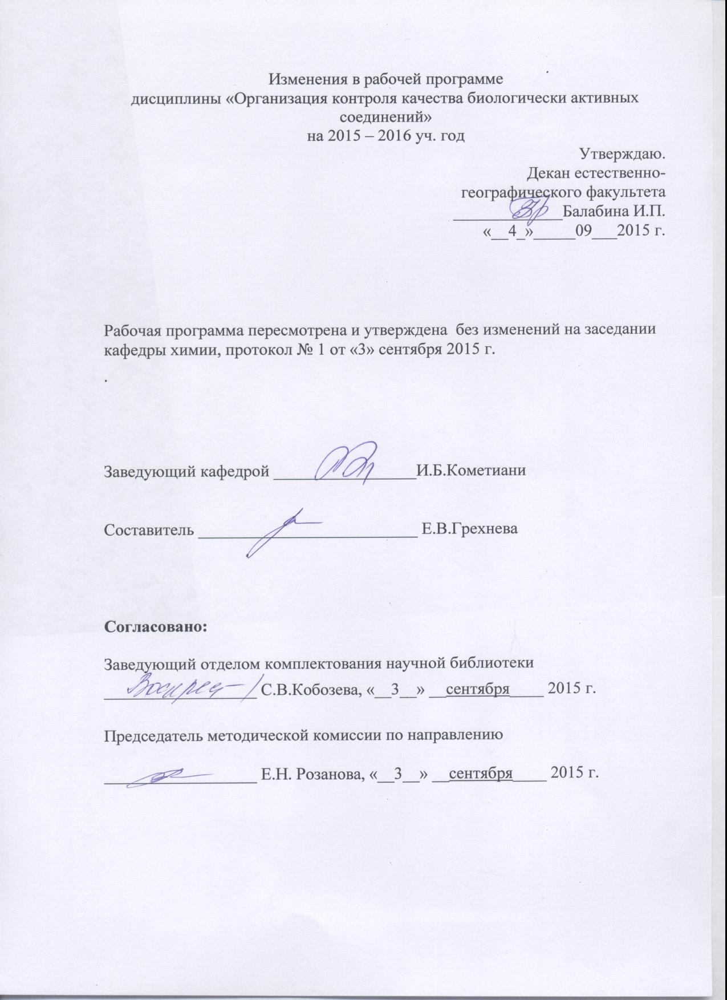 Изменения в рабочей программе
дисциплины «Организация контроля качества биологически активных
соединений»
на 2015 – 2016 уч. год
Утверждаю.
Декан естественно-
географического факультета
_____________Балабина И.П.
«__4_»_____09___2015 г.
Рабочая программа пересмотрена и утверждена без изменений на заседании
кафедры химии, протокол № 1 от «3» сентября 2015 г.
.
Заведующий кафедрой _________________И.Б.Кометиани
Составитель __________________________ Е.В.Грехнева
Согласовано:
Заведующий отделом комплектования научной библиотеки
__________________ С.В.Кобозева, «__3__» __сентября____ 2015 г.
Председатель методической комиссии по направлению
__________________ Е.Н. Розанова, «__3__» __сентября____ 2015 г.